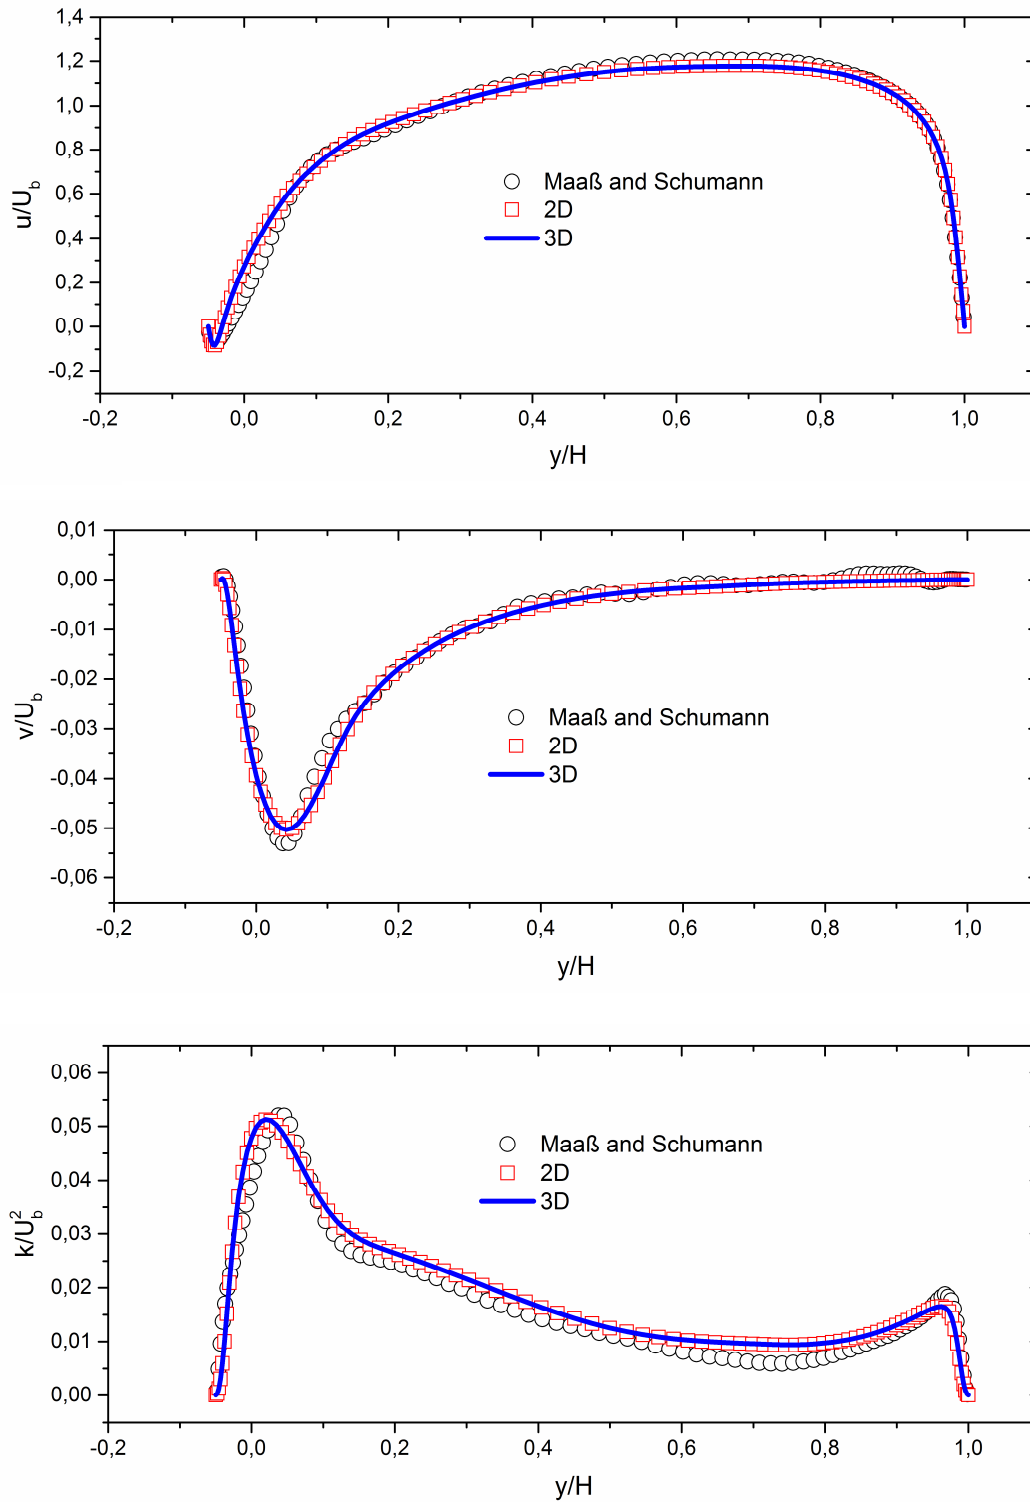 1,4
1,2
1,0
0,8
0,6
0,4
0,2
0,0
-0,2
u/U_b
Maaß and Schumann
2D
3D
-0,2 0,0 0,2 0,4 0,6 0,8 1,0
y/H
0,01
0,00
-0,01
-0,02
-0,03
-0,04
-0,05
-0,06
v/U_b
Maaß and Schumann
2D
3D
-0,2 0,0 0,2 0,4 0,6 0,8 1,0
y/H
0,06
0,05
0,04
0,03
0,02
0,01
0,00
k/U_b^2
Maaß and Schumann
2D
3D
-0,2 0,0 0,2 0,4 0,6 0,8 1,0
y/H